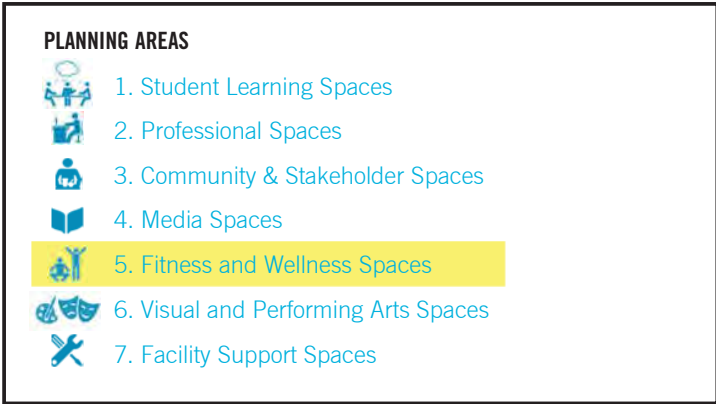 PLANNING AREAS
1. Student Learning Spaces
2. Professional Spaces
3. Community & Stakeholder Spaces
4. Media Spaces
5. Fitness and Wellness Spaces
6. Visual and Performing Arts Spaces
7. Facility Support Spaces